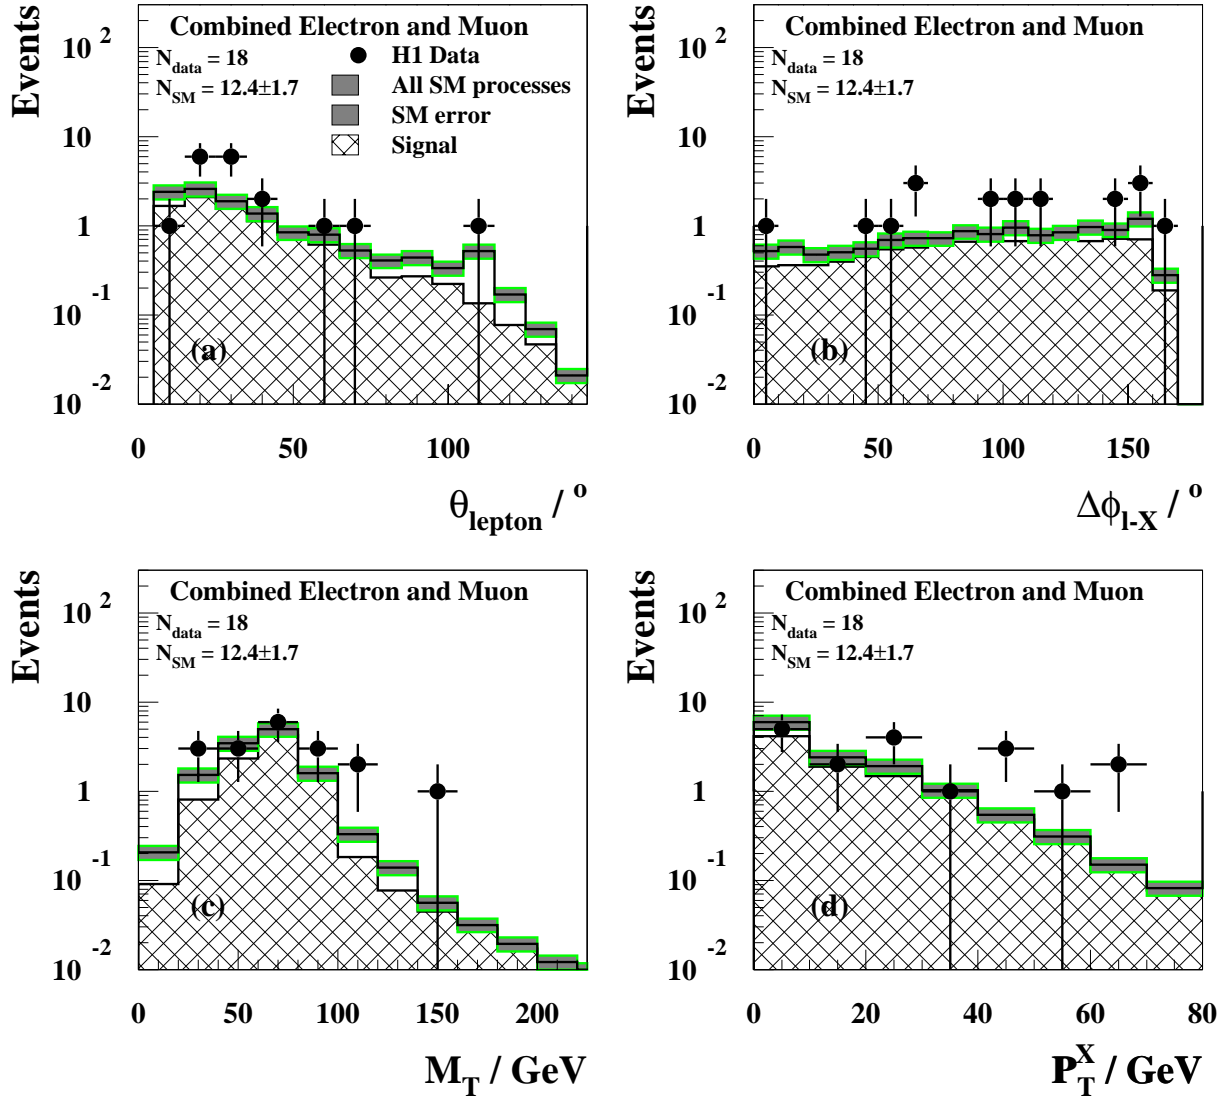 Events
Combined Electron and Muon
N_data = 18
N_SM = 12.4±1.7
H1 Data
All SM processes
SM error
Signal
10^2
10
1
10^-1
10^-2
(a)
0 50 100
θ_lepton / °
Events
Combined Electron and Muon
N_data = 18
N_SM = 12.4±1.7
10^2
10
1
10^-1
10^-2
(b)
0 50 100 150
Δϕ_l-X / °
Events
Combined Electron and Muon
N_data = 18
N_SM = 12.4±1.7
10^2
10
1
10^-1
10^-2
(c)
0 50 100 150 200
M_T / GeV
Events
Combined Electron and Muon
N_data = 18
N_SM = 12.4±1.7
10^2
10
1
10^-1
10^-2
(d)
0 20 40 60 80
P_T^X / GeV